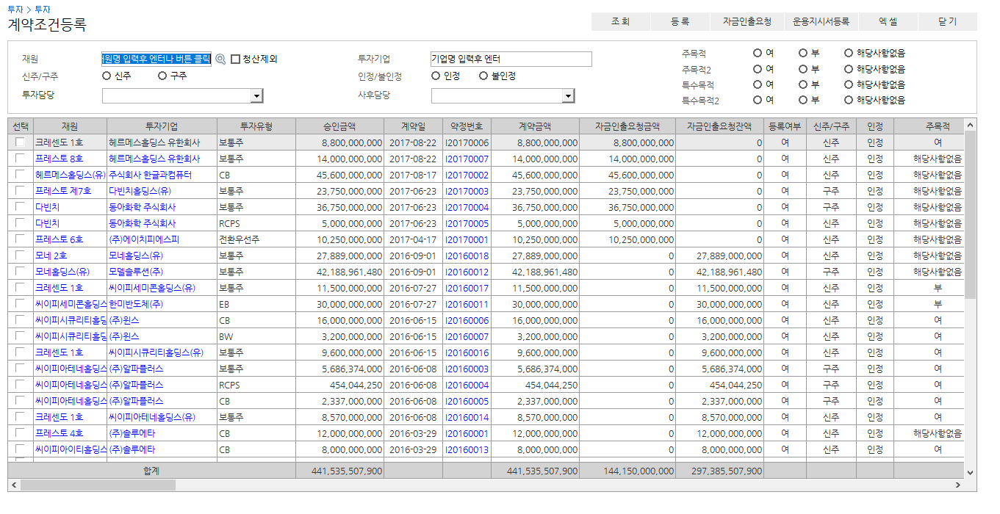 투자 > 투자
계약조건등록
조 회 등 록 자금인출요청 운용지시서등록 엑 셀 닫 기
재원 원명 입력후 엔터나 버튼 클릭 청산제외 투자기업 기업명 입력후 엔터 주목적 여 부 해당사항없음
신주/구주 신주 구주 인정/불인정 인정 불인정 주목적2 여 부 해당사항없음
특수목적 여 부 해당사항없음
투자담당 사후담당 특수목적2 여 부 해당사항없음
선택 재원 투자기업 투자유형 승인금액 계약일 약정번호 계약금액 자금인출요청금액 자금인출요청잔액 등록여부 신주/구주 인정 주목적
크레센도 1호 헤르메스홀딩스 유한회사 보통주 8,800,000,000 2017-08-22 I20170006 8,800,000,000 8,800,000,000 0 여 신주 인정 여
프레스토 8호 헤르메스홀딩스 유한회사 보통주 14,000,000,000 2017-08-22 I20170007 14,000,000,000 14,000,000,000 0 여 신주 인정 해당사항없음
헤르메스홀딩스(유) 주식회사 한글과컴퓨터 CB 45,600,000,000 2017-08-17 I20170002 45,600,000,000 45,600,000,000 0 여 신주 인정 해당사항없음
프레스토 제7호 다빈치홀딩스(유) 보통주 23,750,000,000 2017-06-23 I20170003 23,750,000,000 23,750,000,000 0 여 구주 인정 해당사항없음
다빈치 동아화학 주식회사 보통주 36,750,000,000 2017-06-23 I20170004 36,750,000,000 36,750,000,000 0 여 구주 인정 해당사항없음
다빈치 동아화학 주식회사 RCPS 5,000,000,000 2017-06-23 I20170005 5,000,000,000 5,000,000,000 0 여 신주 인정 해당사항없음
프레스토 6호 (주)에이치피에스피 전환우선주 10,250,000,000 2017-04-17 I20170001 10,250,000,000 10,250,000,000 0 여 신주 인정 해당사항없음
모네 2호 모네홀딩스(유) 보통주 27,889,000,000 2016-09-01 I20160018 27,889,000,000 0 27,889,000,000 여 신주 인정 해당사항없음
모네홀딩스(유) 모델솔루션(주) 보통주 42,188,961,480 2016-09-01 I20160012 42,188,961,480 0 42,188,961,480 여 구주 인정 해당사항없음
크레센도 1호 씨이피세미콘홀딩스(유) 보통주 11,500,000,000 2016-07-27 I20160017 11,500,000,000 0 11,500,000,000 여 신주 인정 부
씨이피세미콘홀딩스 한미반도체(주) EB 30,000,000,000 2016-07-27 I20160011 30,000,000,000 0 30,000,000,000 여 신주 인정 부
씨이피시큐리티홀딩 (주)윈스 CB 16,000,000,000 2016-06-15 I20160006 16,000,000,000 0 16,000,000,000 여 신주 인정 여
씨이피시큐리티홀딩 (주)윈스 BW 3,200,000,000 2016-06-15 I20160007 3,200,000,000 0 3,200,000,000 여 신주 인정 여
크레센도 1호 씨이피시큐리티홀딩스(유) 보통주 9,600,000,000 2016-06-15 I20160016 9,600,000,000 0 9,600,000,000 여 신주 인정 여
씨이피아테네홀딩스 (주)알파플러스 보통주 5,686,374,000 2016-06-08 I20160003 5,686,374,000 0 5,686,374,000 여 구주 인정 여
씨이피아테네홀딩스 (주)알파플러스 RCPS 454,044,250 2016-06-08 I20160004 454,044,250 0 454,044,250 여 구주 인정 여
씨이피아테네홀딩스 (주)알파플러스 CB 2,337,000,000 2016-06-08 I20160005 2,337,000,000 0 2,337,000,000 여 구주 인정 여
크레센도 1호 씨이피아테네홀딩스(유) 보통주 8,570,000,000 2016-06-08 I20160014 8,570,000,000 0 8,570,000,000 여 신주 인정 여
프레스토 4호 (주)솔루에타 CB 12,000,000,000 2016-03-29 I20160001 12,000,000,000 0 12,000,000,000 여 신주 인정 해당사항없음
씨이피아이티홀딩스 (주)솔루에타 CB 8,000,000,000 2016-03-29 I20160013 8,000,000,000 0 8,000,000,000 여 신주 인정 여
합계 441,535,507,900 441,535,507,900 144,150,000,000 297,385,507,900